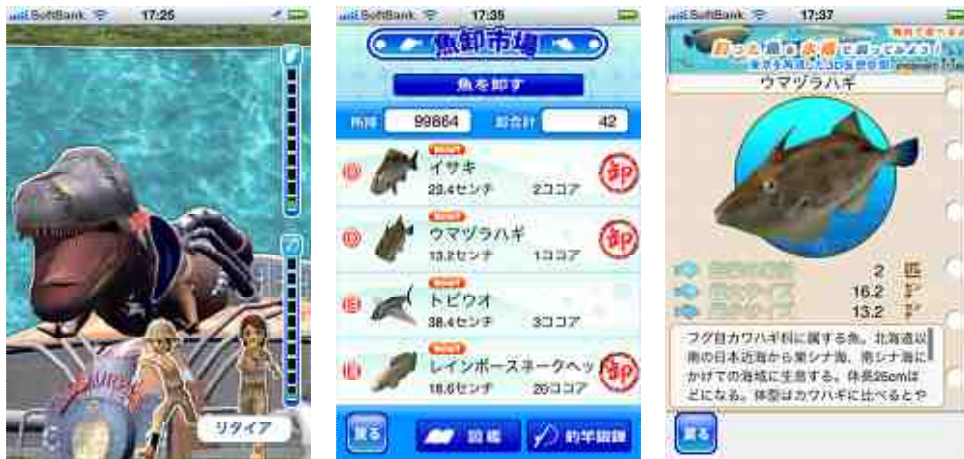 SoftBank 17:25
リタイア
SoftBank 17:35
魚卸市場
魚を卸す
99864
42
イサキ
卸
23.4センチ 2ココア
ウマヅラハギ
卸
13.2センチ 1ココア
トビウオ
38.4センチ 3ココア
レインボースネークヘッ
卸
18.6センチ 26ココア
戻る
図鑑
釣竿鍛錬
SoftBank 17:37
ウマヅラハギ
2 匹
16.2
13.2
フグ目カワハギ科に属する魚。北海道以
南の日本近海から東シナ海、南シナ海に
かけての海域に生息する。体長25cmほ
どになる。体型はカワハギに比べるとや
戻る